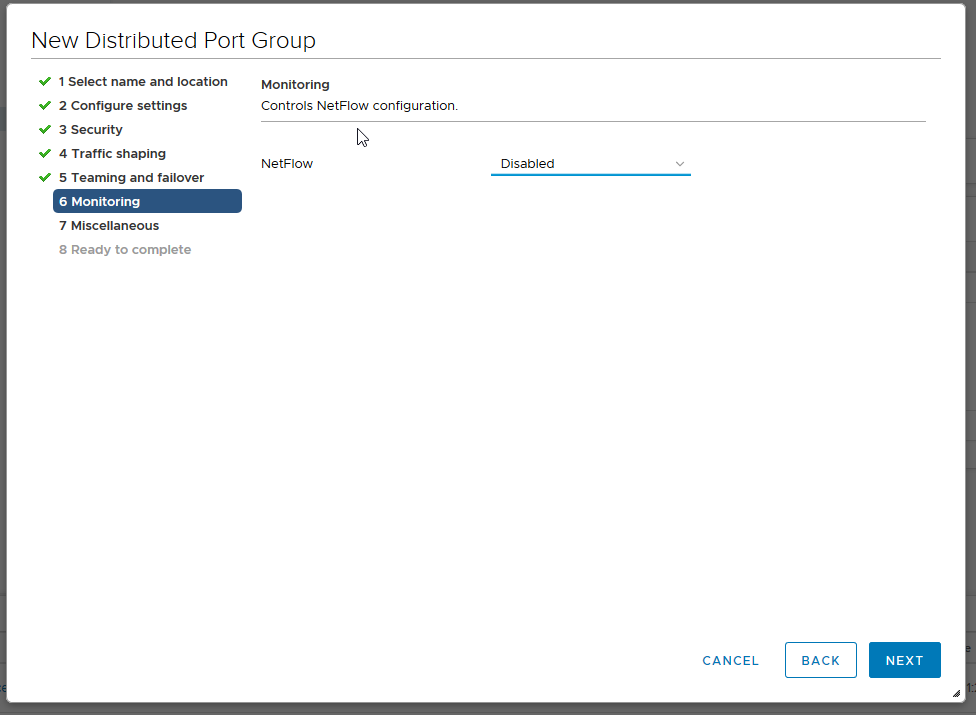 New Distributed Port Group
1 Select name and location
2 Configure settings
3 Security
4 Traffic shaping
5 Teaming and failover
6 Monitoring
7 Miscellaneous
8 Ready to complete
Monitoring
Controls NetFlow configuration.
NetFlow Disabled
CANCEL BACK NEXT